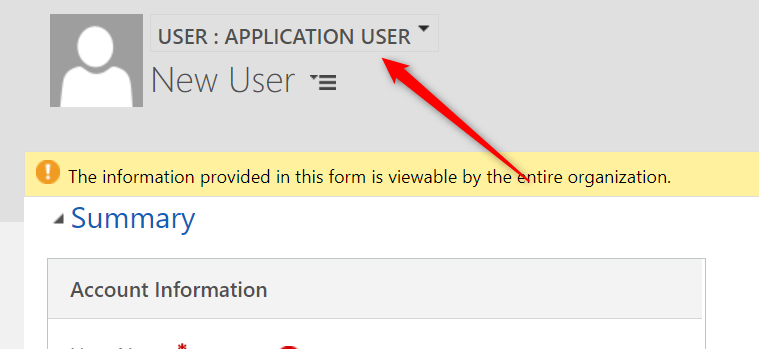 USER : APPLICATION USER
New User
The information provided in this form is viewable by the entire organization.
Summary
Account Information